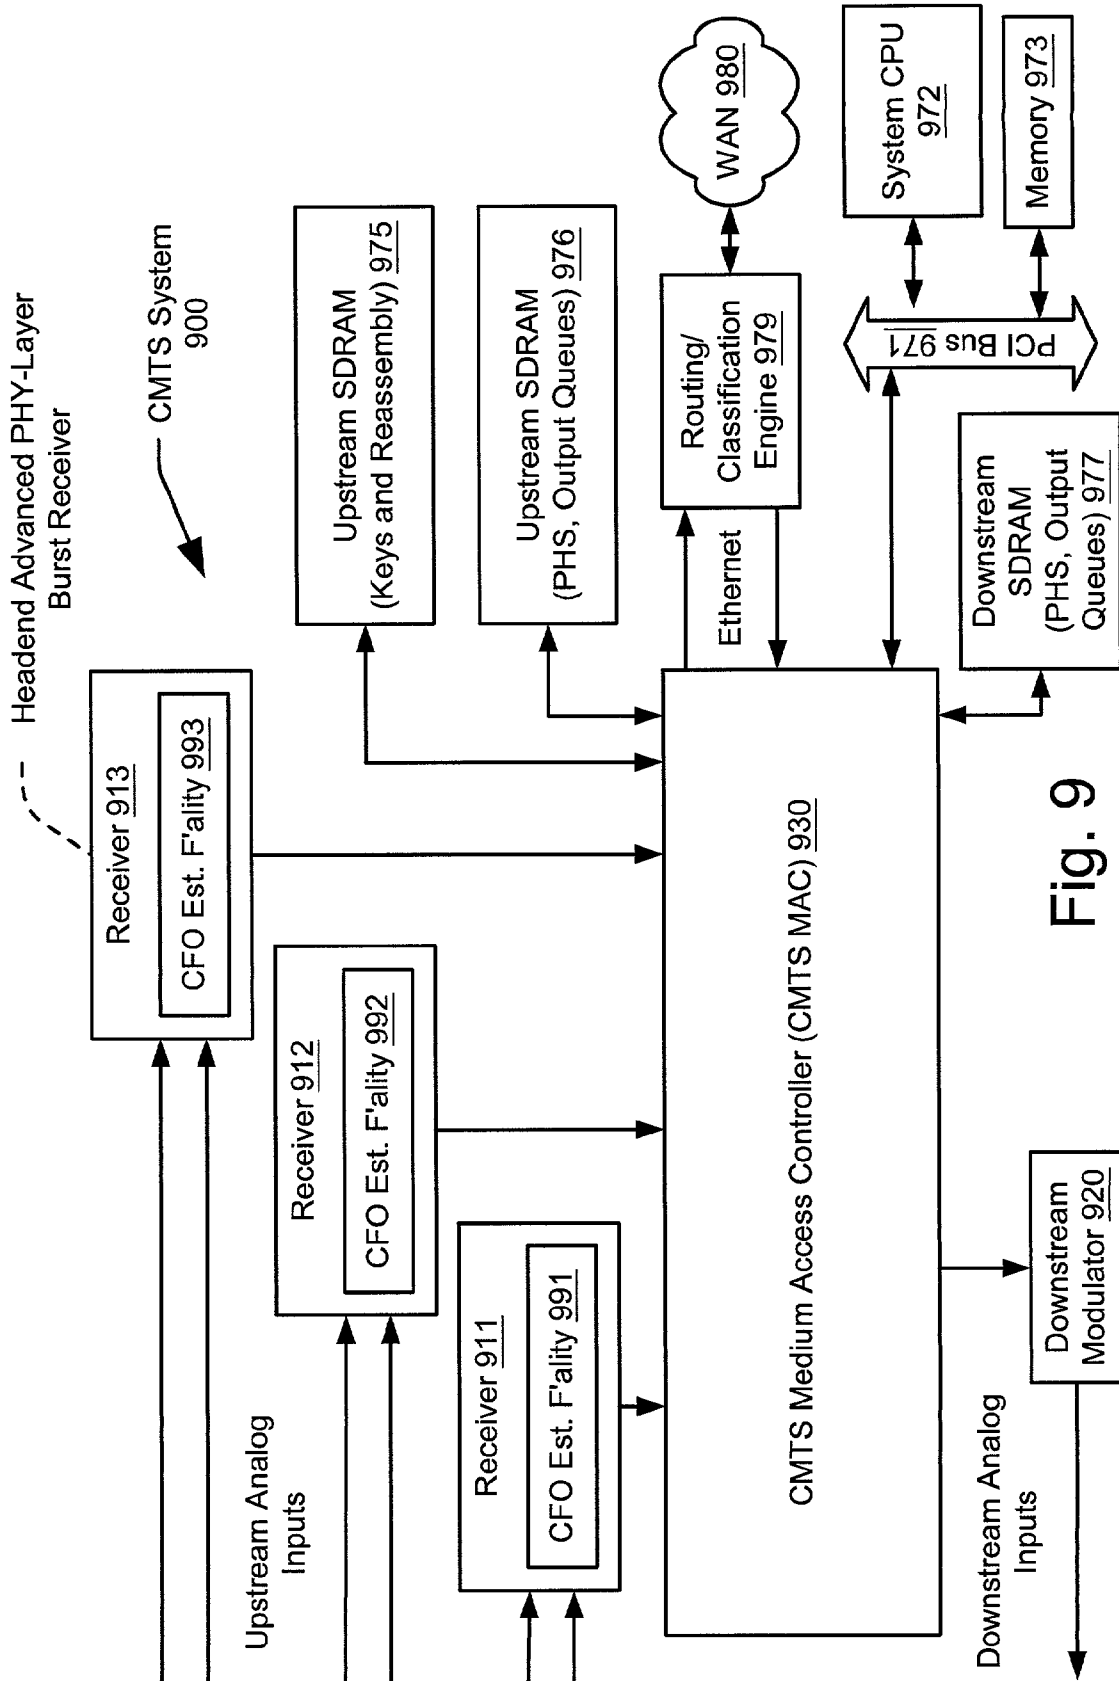 Headend Advanced PHY-Layer
Burst Receiver
CMTS System
900
Receiver 913
CFO Est. F'ality 993
Upstream Analog
Inputs
Receiver 912
CFO Est. F'ality 992
Receiver 911
CFO Est. F'ality 991
Upstream SDRAM
(Keys and Reassembly) 975
Upstream SDRAM
(PHS, Output Queues) 976
CMTS Medium Access Controller (CMTS MAC) 930
Ethernet
Routing/
Classification
Engine 979
WAN 980
System CPU
972
Memory 973
PCI Bus 971
Downstream
SDRAM
(PHS, Output
Queues) 977
Downstream
Modulator 920
Downstream Analog
Inputs
Fig. 9